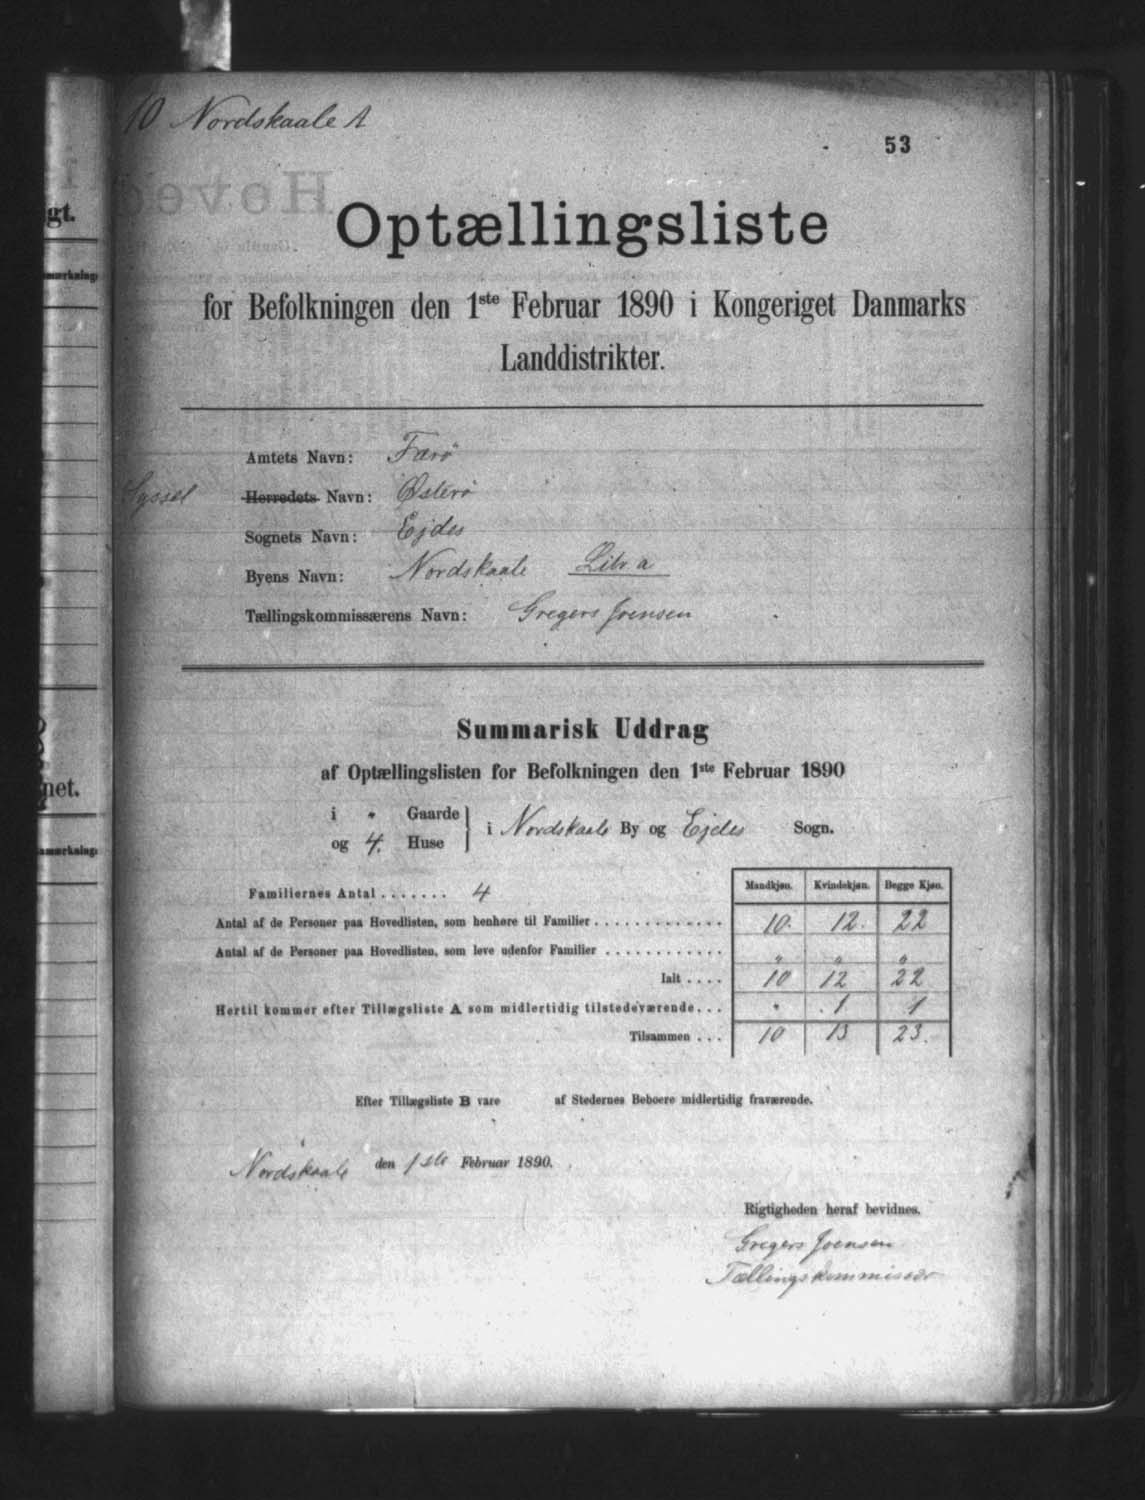 10 Nordskaale A
53
Optællingsliste
for Befolkningen den 1ste Februar 1890 i Kongeriget Danmarks
Landdistrikter.
Amtets Navn: Færø
Syssel Herredets Navn: Østerø
Sognets Navn: Ejdes
Byens Navn: Nordskaale Litr. a
Tællingskommissærens Navn: Gregers Joensen
Summarisk Uddrag
af Optællingslisten for Befolkningen den 1ste Februar 1890
i " Gaarde
og 4. Huse
i Nordskaale By og Ejdes Sogn.
Familiernes Antal ....... 4
Mandkjøn. Kvindekjøn. Begge Kjøn.
Antal af de Personer paa Hovedlisten, som henhøre til Familier ............. 10. 12. 22
Antal af de Personer paa Hovedlisten, som leve udenfor Familier ............ " " "
Ialt .... 10 12 22
Hertil kommer efter Tillægsliste A som midlertidig tilstedeværende... " 1 1
Tilsammen ... 10 13 23.
Efter Tillægsliste B vare af Stedernes Beboere midlertidig fraværende.
Nordskaale den 1ste Februar 1890.
Rigtigheden heraf bevidnes.
Gregers Joensen
Tællingskommissær
gt.
mærkning:
net.
mærkning: